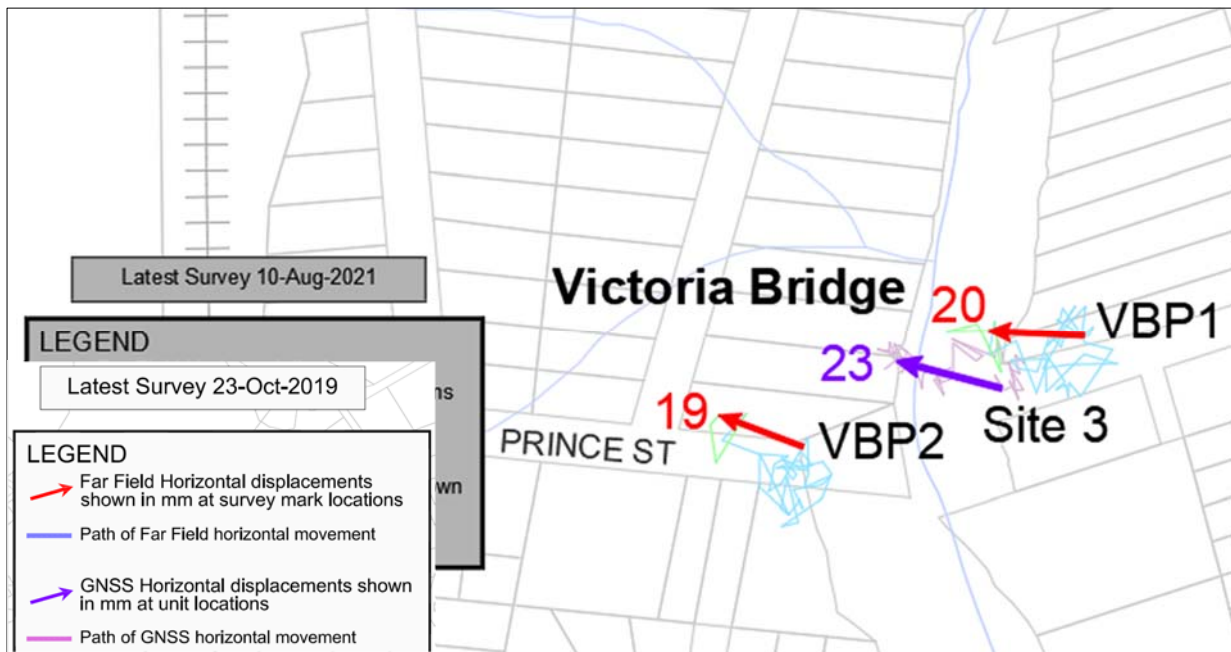 Latest Survey 10-Aug-2021
LEGEND
ns
wn
Latest Survey 23-Oct-2019
LEGEND
Far Field Horizontal displacements
shown in mm at survey mark locations
Path of Far Field horizontal movement
GNSS Horizontal displacements shown
in mm at unit locations
Path of GNSS horizontal movement
Victoria Bridge
20
VBP1
23
Site 3
19
VBP2
PRINCE ST